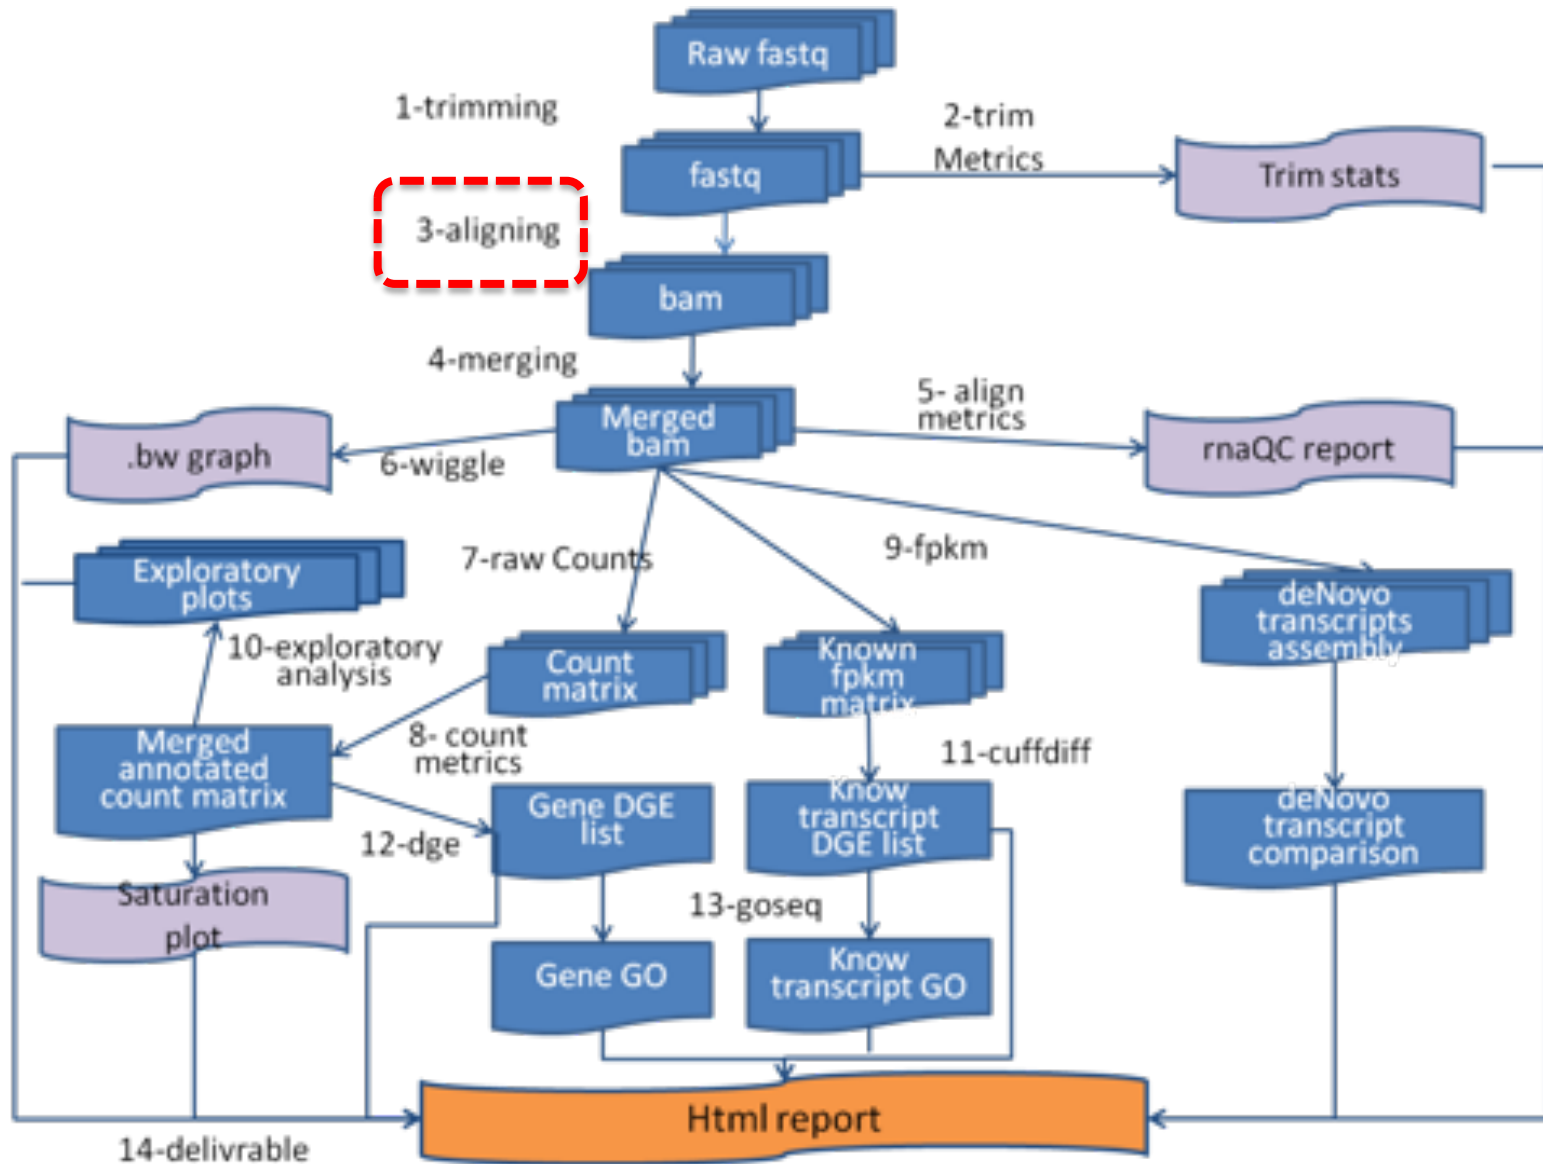 Raw fastq
1-trimming
2-trim
Metrics
fastq
Trim stats
3-aligning
bam
4-merging
5- align
metrics
Merged
bam
.bw graph
6-wiggle
rnaQC report
7-raw Counts
9-fpkm
Exploratory
plots
deNovo
transcripts
assembly
10-exploratory
analysis
Count
matrix
Known
fpkm
matrix
Merged
annotated
count matrix
8- count
metrics
11-cuffdiff
Gene DGE
list
Know
transcript
DGE list
deNovo
transcript
comparison
12-dge
Saturation
plot
13-goseq
Gene GO
Know
transcript GO
Html report
14-delivrable